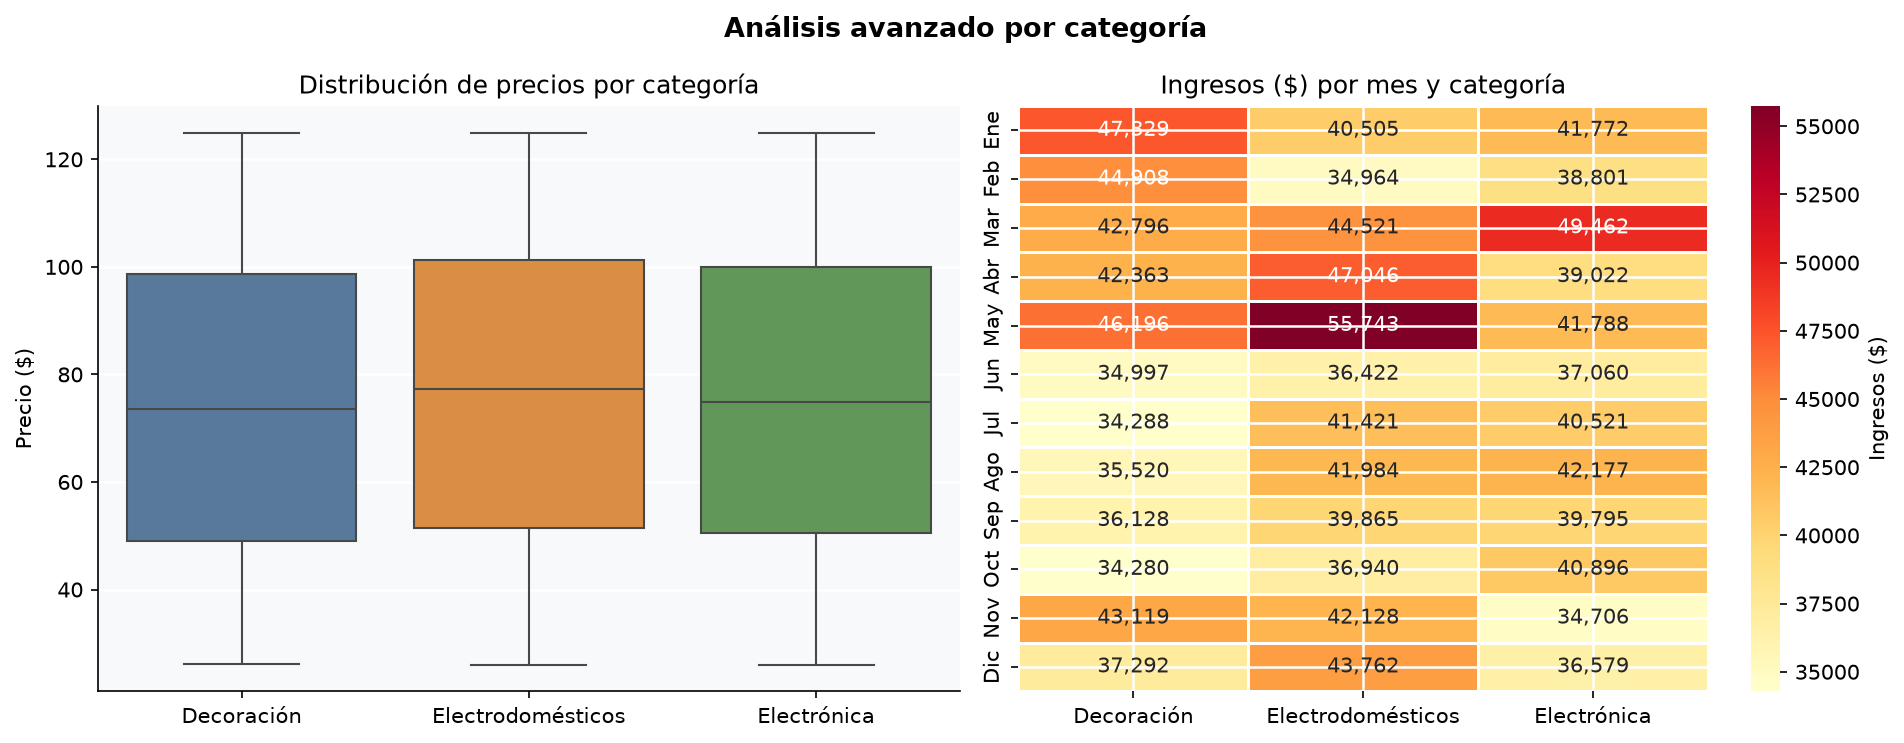 Análisis avanzado por categoría
Distribución de precios por categoría
Precio ($)
120
100
80
60
40
Decoración Electrodomésticos Electrónica
Ingresos ($) por mes y categoría
Ene 47,329 40,505 41,772
Feb 44,908 34,964 38,801
Mar 42,796 44,521 49,462
Abr 42,363 47,046 39,022
May 46,196 55,743 41,788
Jun 34,997 36,422 37,060
Jul 34,288 41,421 40,521
Ago 35,520 41,984 42,177
Sep 36,128 39,865 39,795
Oct 34,280 36,940 40,896
Nov 43,119 42,128 34,706
Dic 37,292 43,762 36,579
Decoración Electrodomésticos Electrónica
55000
52500
50000
47500
45000
42500
40000
37500
35000
Ingresos ($)